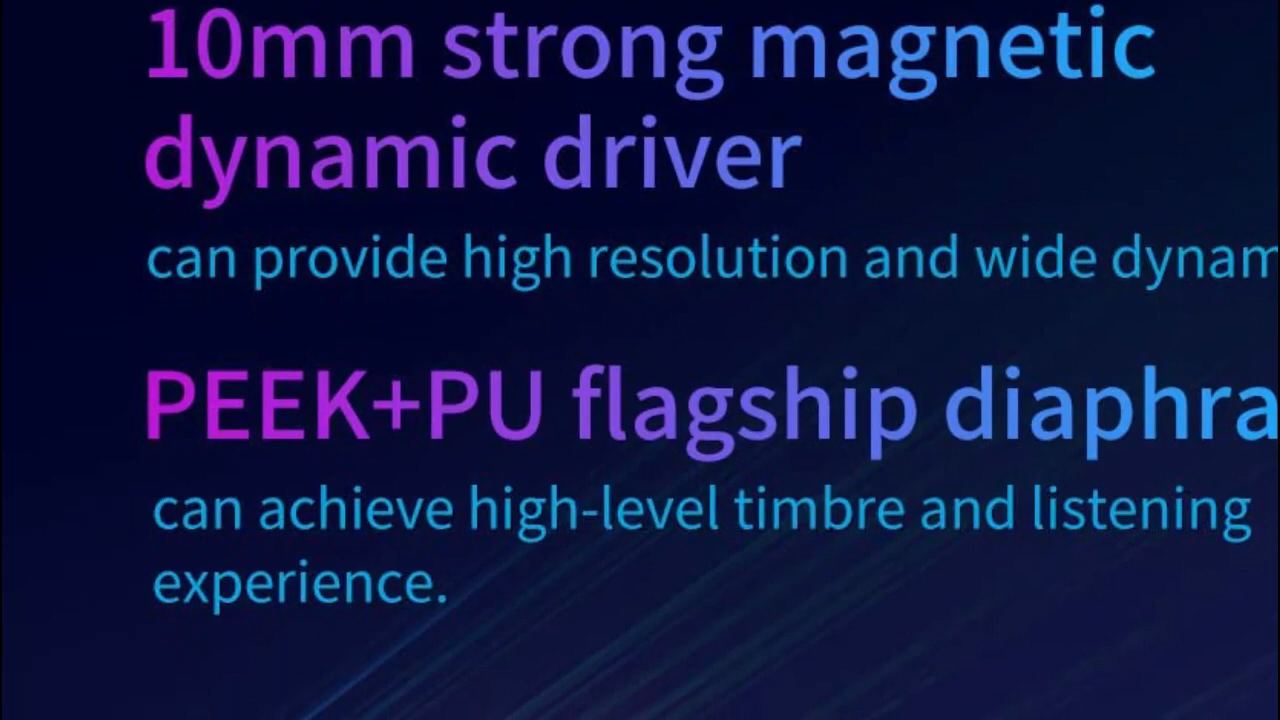 10mm strong magnetic
dynamic driver
can provide high resolution and wide dynam
PEEK+PU flagship diaphra
can achieve high-level timbre and listening
experience.